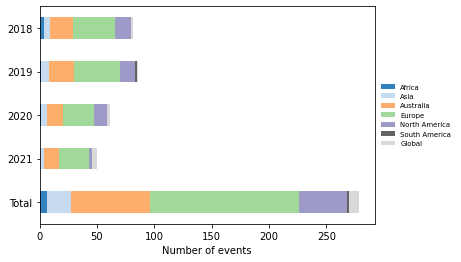 2018
2019
2020
2021
Total
0 50 100 150 200 250
Number of events
Africa
Asia
Australia
Europe
North America
South America
Global